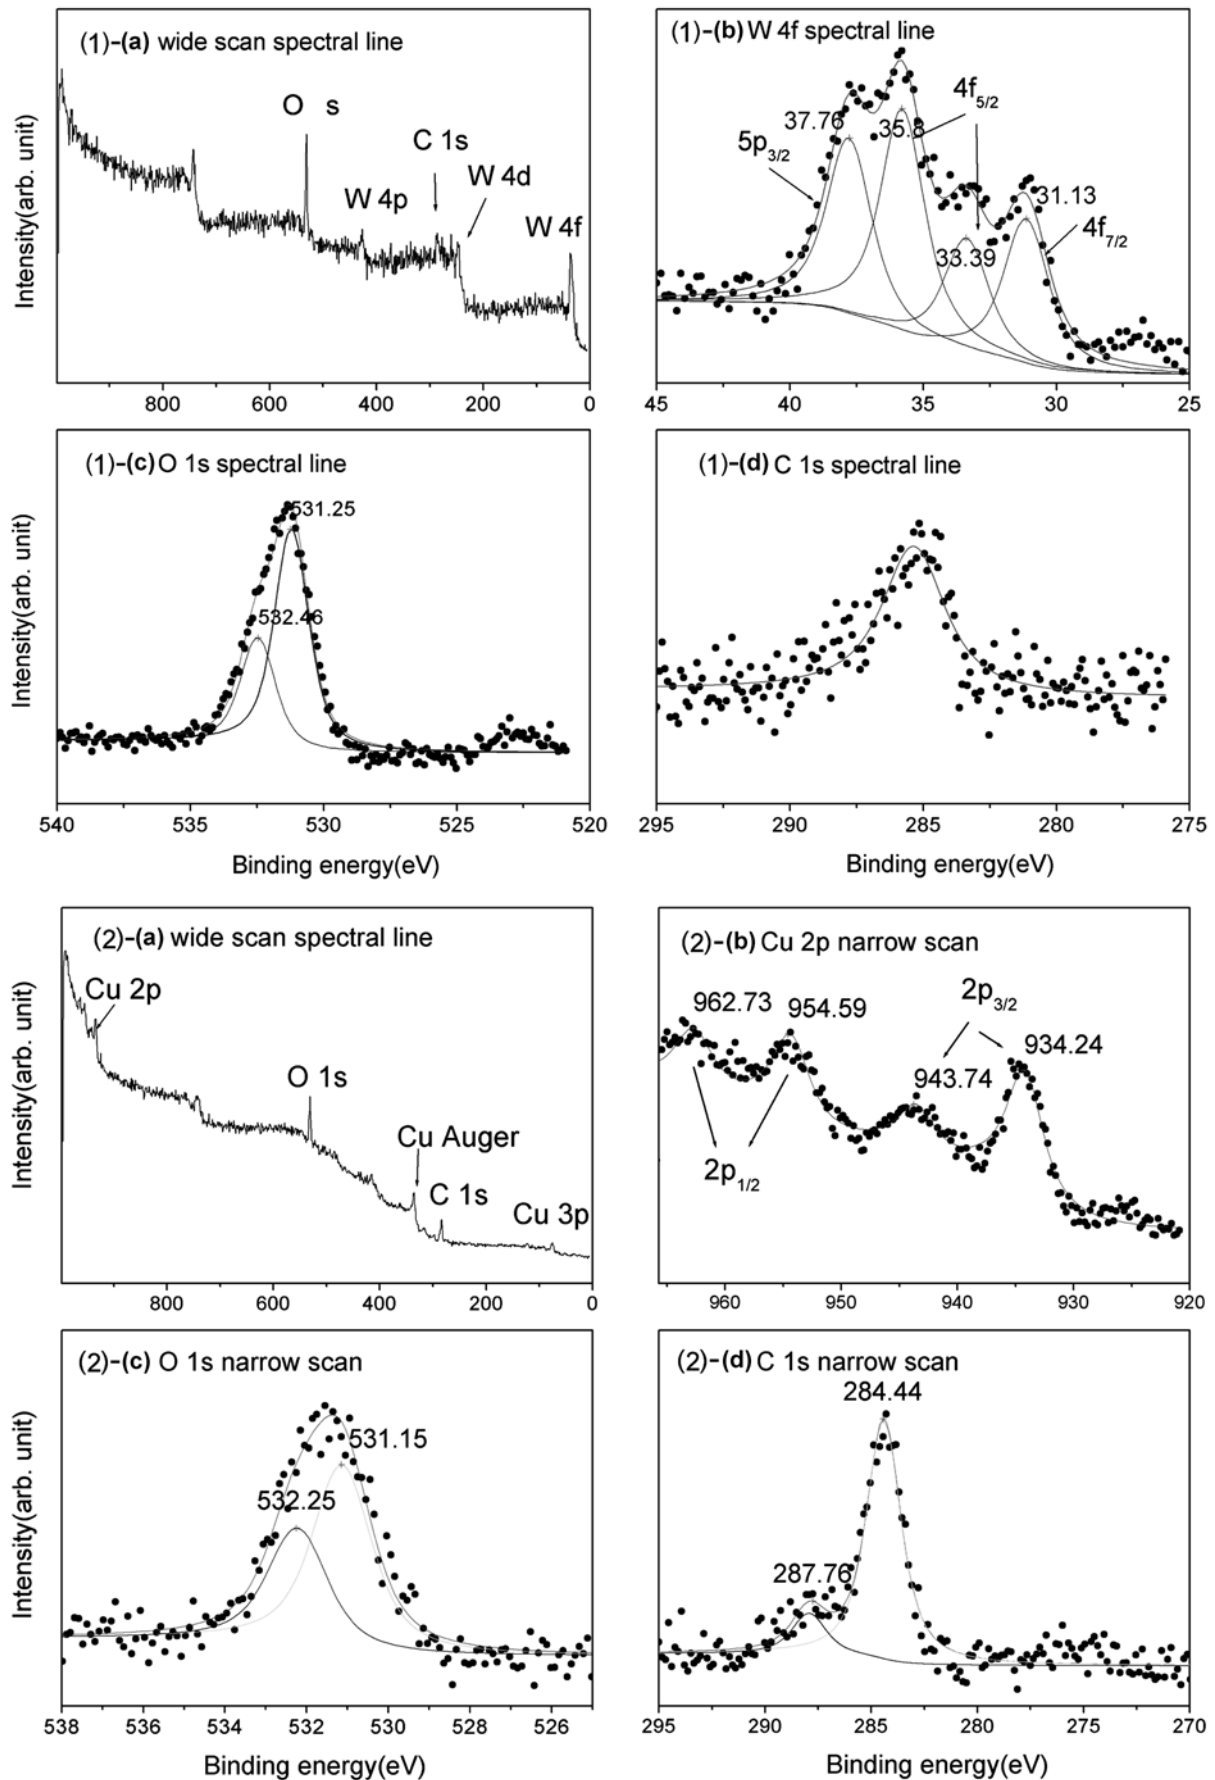 (1)-(a) wide scan spectral line
O s
C 1s
W 4p
W 4d
W 4f
Intensity(arb. unit)
800 600 400 200 0
(1)-(b) W 4f spectral line
37.76
35.8
4f5/2
5p3/2
31.13
33.39
4f7/2
45 40 35 30 25
(1)-(c) O 1s spectral line
531.25
532.46
Intensity(arb. unit)
540 535 530 525 520
Binding energy(eV)
(1)-(d) C 1s spectral line
295 290 285 280 275
Binding energy(eV)
(2)-(a) wide scan spectral line
Cu 2p
O 1s
Cu Auger
C 1s
Cu 3p
Intensity(arb. unit)
800 600 400 200 0
(2)-(b) Cu 2p narrow scan
962.73
954.59
2p3/2
934.24
943.74
2p1/2
960 950 940 930 920
(2)-(c) O 1s narrow scan
531.15
532.25
Intensity(arb. unit)
538 536 534 532 530 528 526
Binding energy(eV)
(2)-(d) C 1s narrow scan
284.44
287.76
295 290 285 280 275 270
Binding energy(eV)